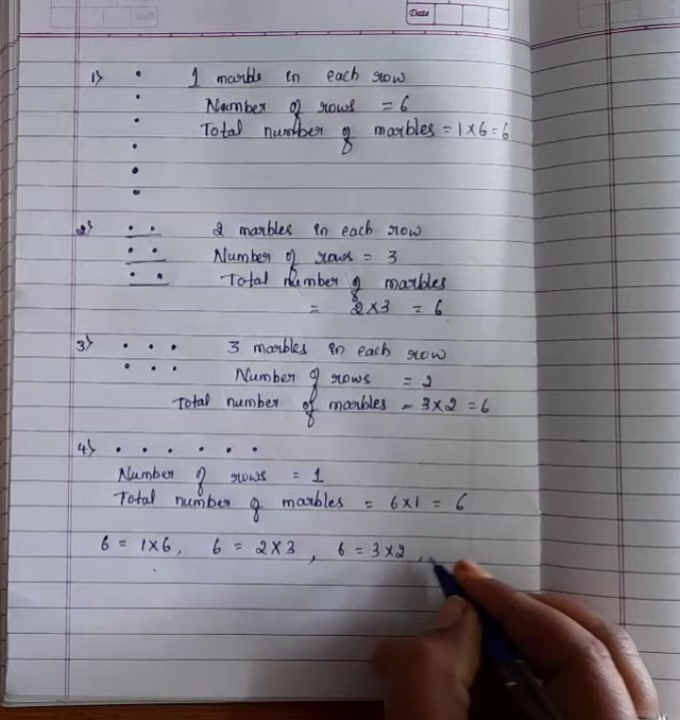 Date
1) 1 marble in each row
Number of rows = 6
Total number of marbles = 1 x 6 = 6
2) 2 marbles in each row
Number of rows = 3
Total number of marbles
= 2 x 3 = 6
3) 3 marbles in each row
Number of rows = 2
Total number of marbles = 3 x 2 = 6
4)
Number of rows = 1
Total number of marbles = 6 x 1 = 6
6 = 1 x 6, 6 = 2 x 3, 6 = 3 x 2,